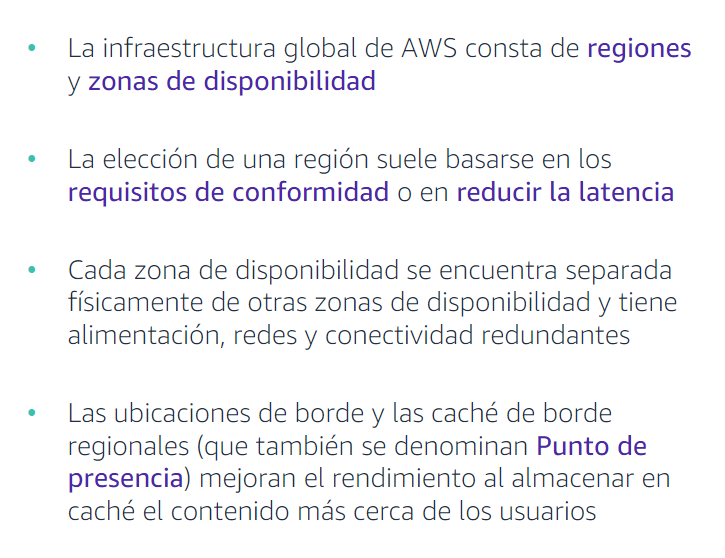 • La infraestructura global de AWS consta de regiones
y zonas de disponibilidad
• La elección de una región suele basarse en los
requisitos de conformidad o en reducir la latencia
• Cada zona de disponibilidad se encuentra separada
físicamente de otras zonas de disponibilidad y tiene
alimentación, redes y conectividad redundantes
• Las ubicaciones de borde y las caché de borde
regionales (que también se denominan Punto de
presencia) mejoran el rendimiento al almacenar en
caché el contenido más cerca de los usuarios